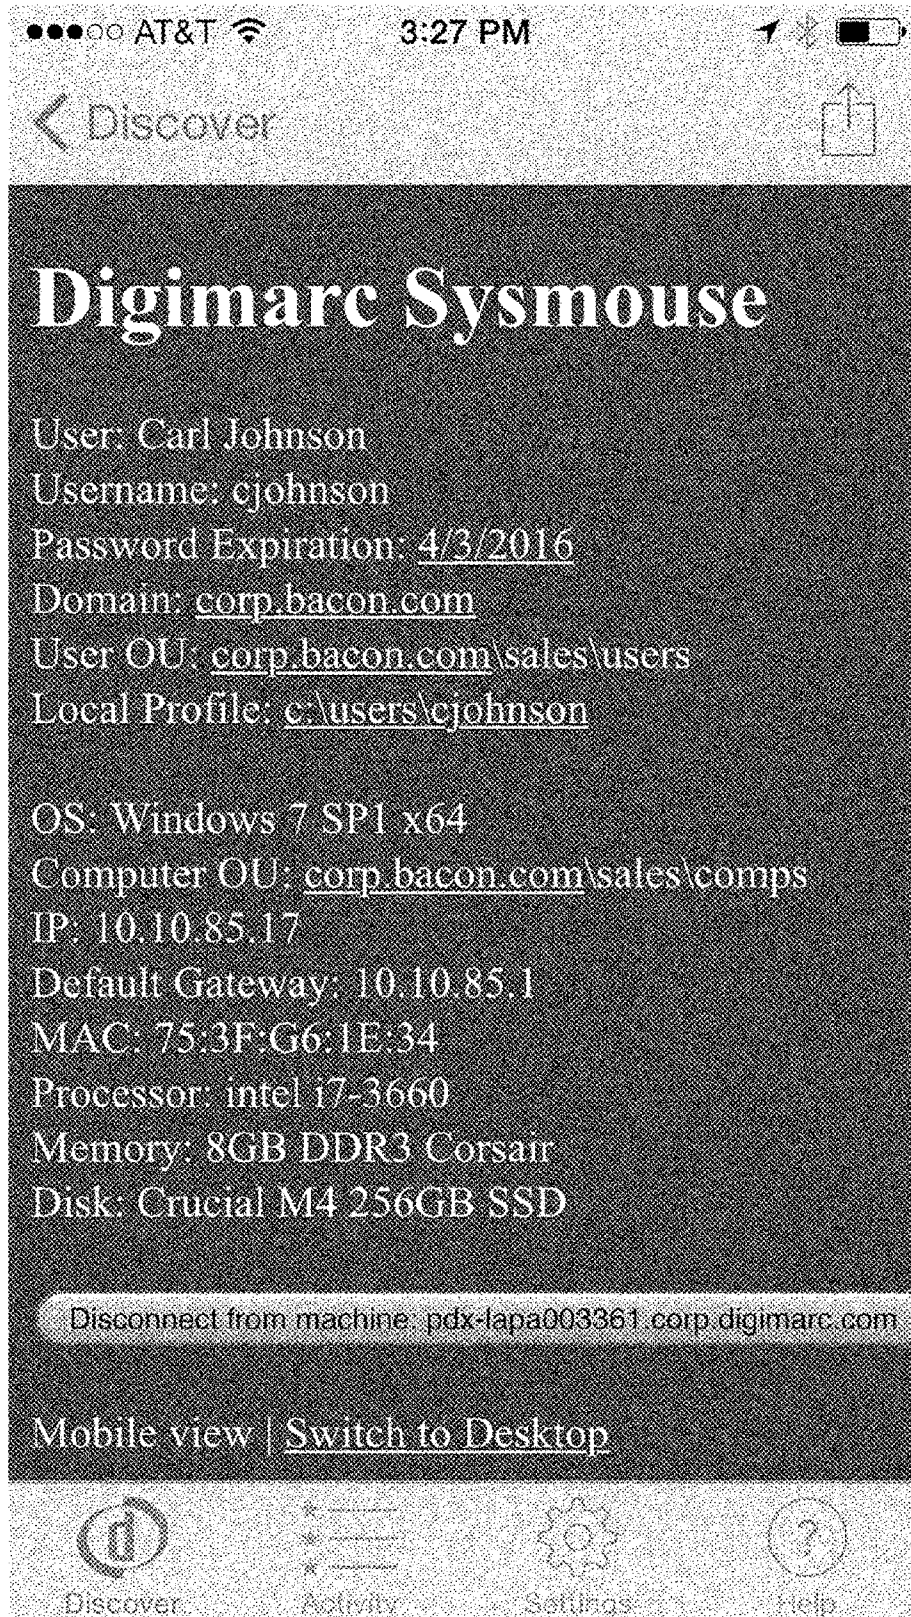 AT&T 3:27 PM
Discover
Digimarc Sysmouse
User: Carl Johnson
Username: cjohnson
Password Expiration: 4/3/2016
Domain: corp.bacon.com
User OU: corp.bacon.com\sales\users
Local Profile: c:\users\cjohnson
OS: Windows 7 SP1 x64
Computer OU: corp.bacon.com\sales\comps
IP: 10.10.85.17
Default Gateway: 10.10.85.1
MAC: 75:3F:G6:1E:34
Processor: intel i7-3660
Memory: 8GB DDR3 Corsair
Disk: Crucial M4 256GB SSD
Disconnect from machine: pdx-lapa003361.corp.digimarc.com
Mobile view | Switch to Desktop
d ?
Discover Activity Settings Help